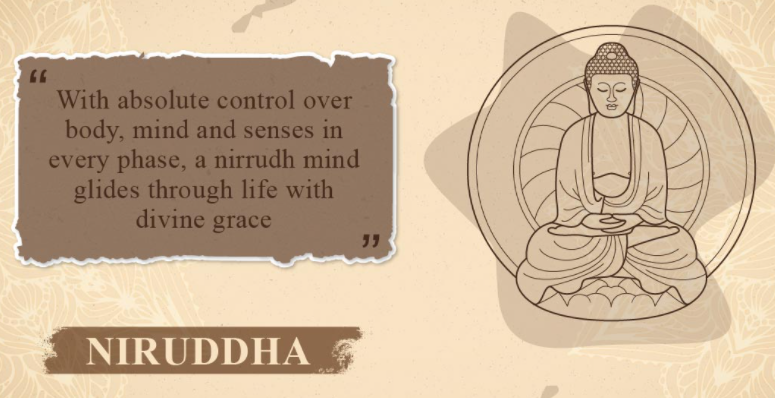 “
With absolute control over
body, mind and senses in
every phase, a nirrudh mind
glides through life with
divine grace
”
NIRUDDHA